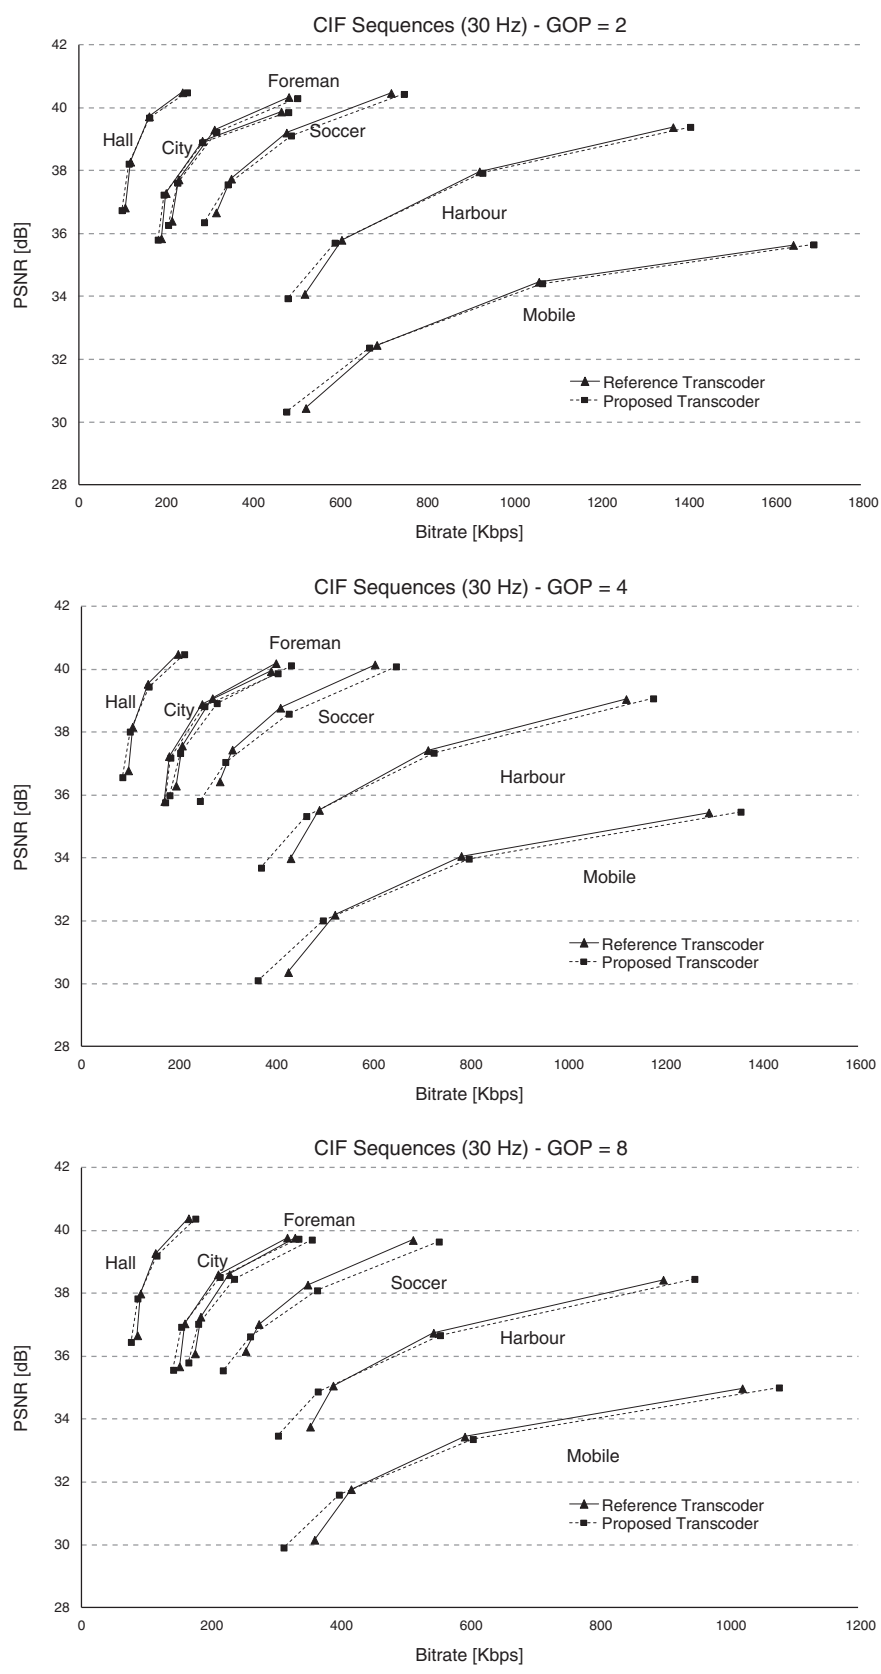 CIF Sequences (30 Hz) - GOP = 2
42
Foreman
40
Hall
City
Soccer
38
Harbour
36
PSNR [dB]
34
Mobile
32
Reference Transcoder
Proposed Transcoder
30
28
0 200 400 600 800 1000 1200 1400 1600 1800
Bitrate [Kbps]
CIF Sequences (30 Hz) - GOP = 4
42
Foreman
40
Hall
City
Soccer
38
Harbour
36
PSNR [dB]
34
Mobile
32
Reference Transcoder
Proposed Transcoder
30
28
0 200 400 600 800 1000 1200 1400 1600
Bitrate [Kbps]
CIF Sequences (30 Hz) - GOP = 8
42
Foreman
40
Hall
City
Soccer
38
Harbour
36
PSNR [dB]
34
Mobile
32
Reference Transcoder
Proposed Transcoder
30
28
0 200 400 600 800 1000 1200
Bitrate [Kbps]